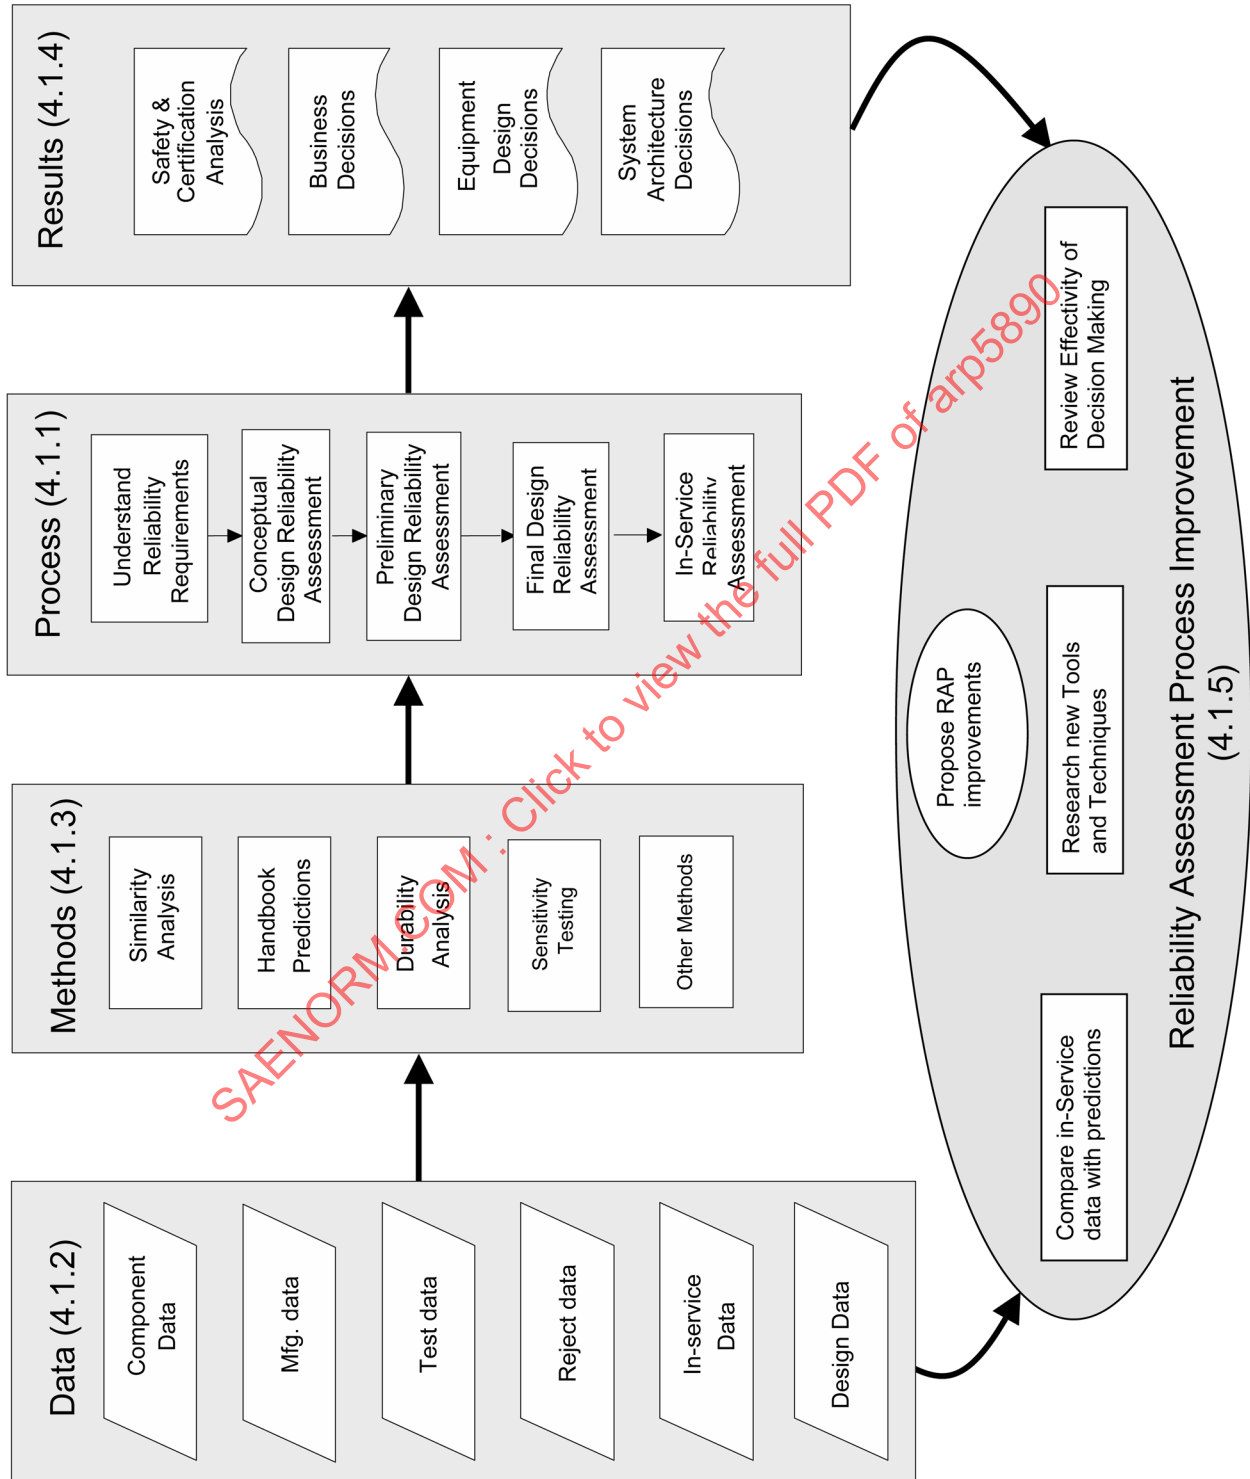 Data (4.1.2)
Component
Data
Mfg. data
Test data
Reject data
In-service
Data
Design Data
Methods (4.1.3)
Similarity
Analysis
Handbook
Predictions
Durability
Analysis
Sensitivity
Testing
Other Methods
Process (4.1.1)
Understand
Reliability
Requirements
Conceptual
Design Reliability
Assessment
Preliminary
Design Reliability
Assessment
Final Design
Reliability
Assessment
In-Service
Reliability
Assessment
Results (4.1.4)
Safety &
Certification
Analysis
Business
Decisions
Equipment
Design
Decisions
System
Architecture
Decisions
Propose RAP
improvements
Compare in-Service
data with predictions
Research new Tools
and Techniques
Review Effectivity of
Decision Making
Reliability Assessment Process Improvement
(4.1.5)
SAENORM.COM : Click to view the full PDF of arp5890